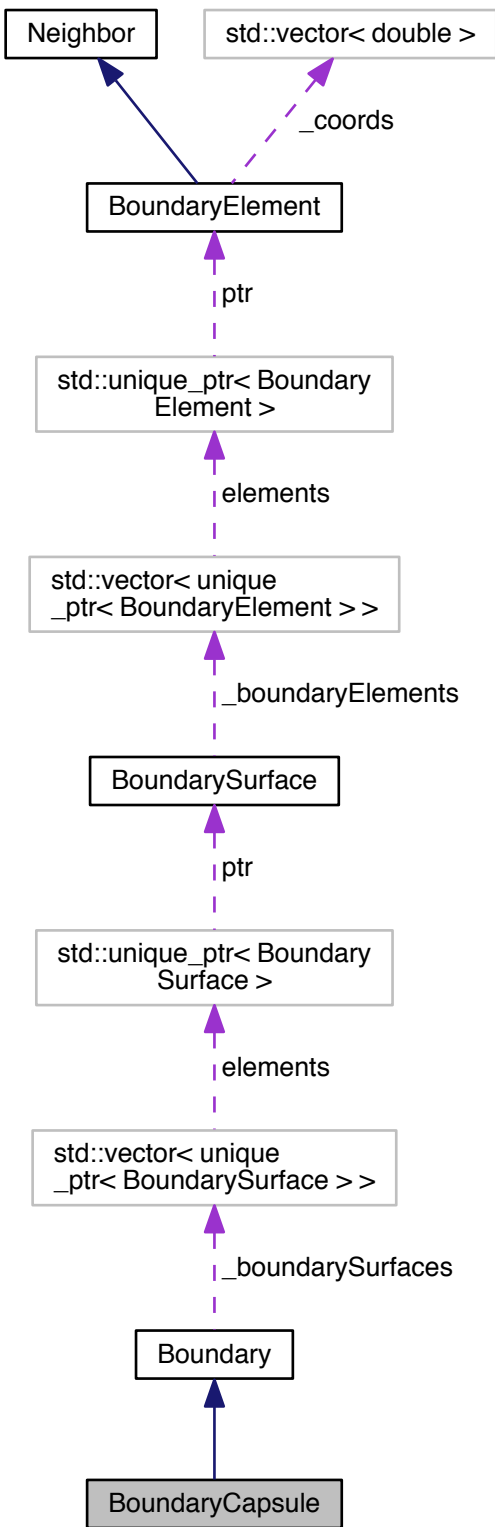 Neighbor
std::vector< double >
_coords
BoundaryElement
ptr
std::unique_ptr< Boundary
Element >
elements
std::vector< unique
_ptr< BoundaryElement > >
_boundaryElements
BoundarySurface
ptr
std::unique_ptr< Boundary
Surface >
elements
std::vector< unique
_ptr< BoundarySurface > >
_boundarySurfaces
Boundary
BoundaryCapsule